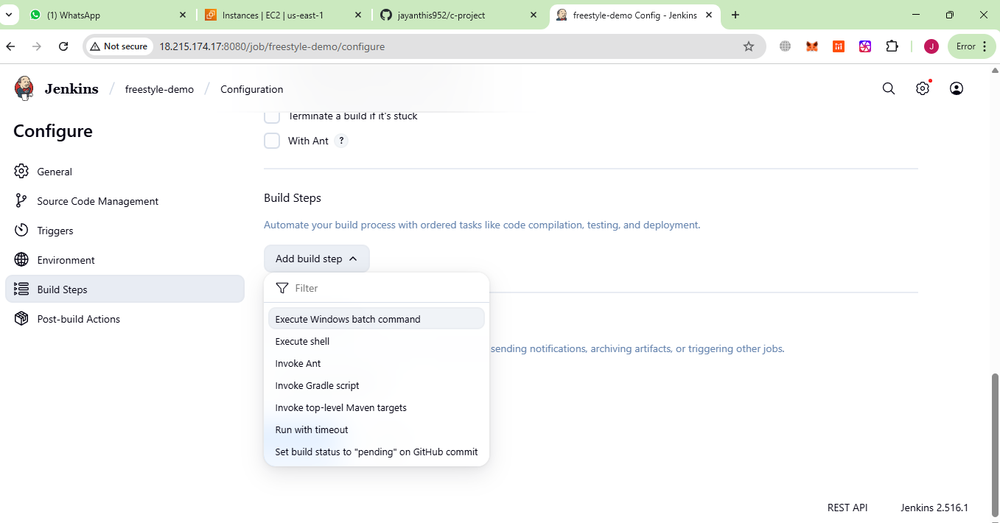 (1) WhatsApp
Instances | EC2 | us-east-1
jayanthis952/c-project
freestyle-demo Config - Jenkins
Not secure
18.215.174.17:8080/job/freestyle-demo/configure
J
Error
Jenkins / freestyle-demo / Configuration
Terminate a build if it's stuck
Configure
With Ant ?
General
Source Code Management
Triggers
Environment
Build Steps
Post-build Actions
Build Steps
Automate your build process with ordered tasks like code compilation, testing, and deployment.
Add build step
Filter
Execute Windows batch command
Execute shell
Invoke Ant
Invoke Gradle script
Invoke top-level Maven targets
Run with timeout
Set build status to "pending" on GitHub commit
sending notifications, archiving artifacts, or triggering other jobs.
REST API
Jenkins 2.516.1